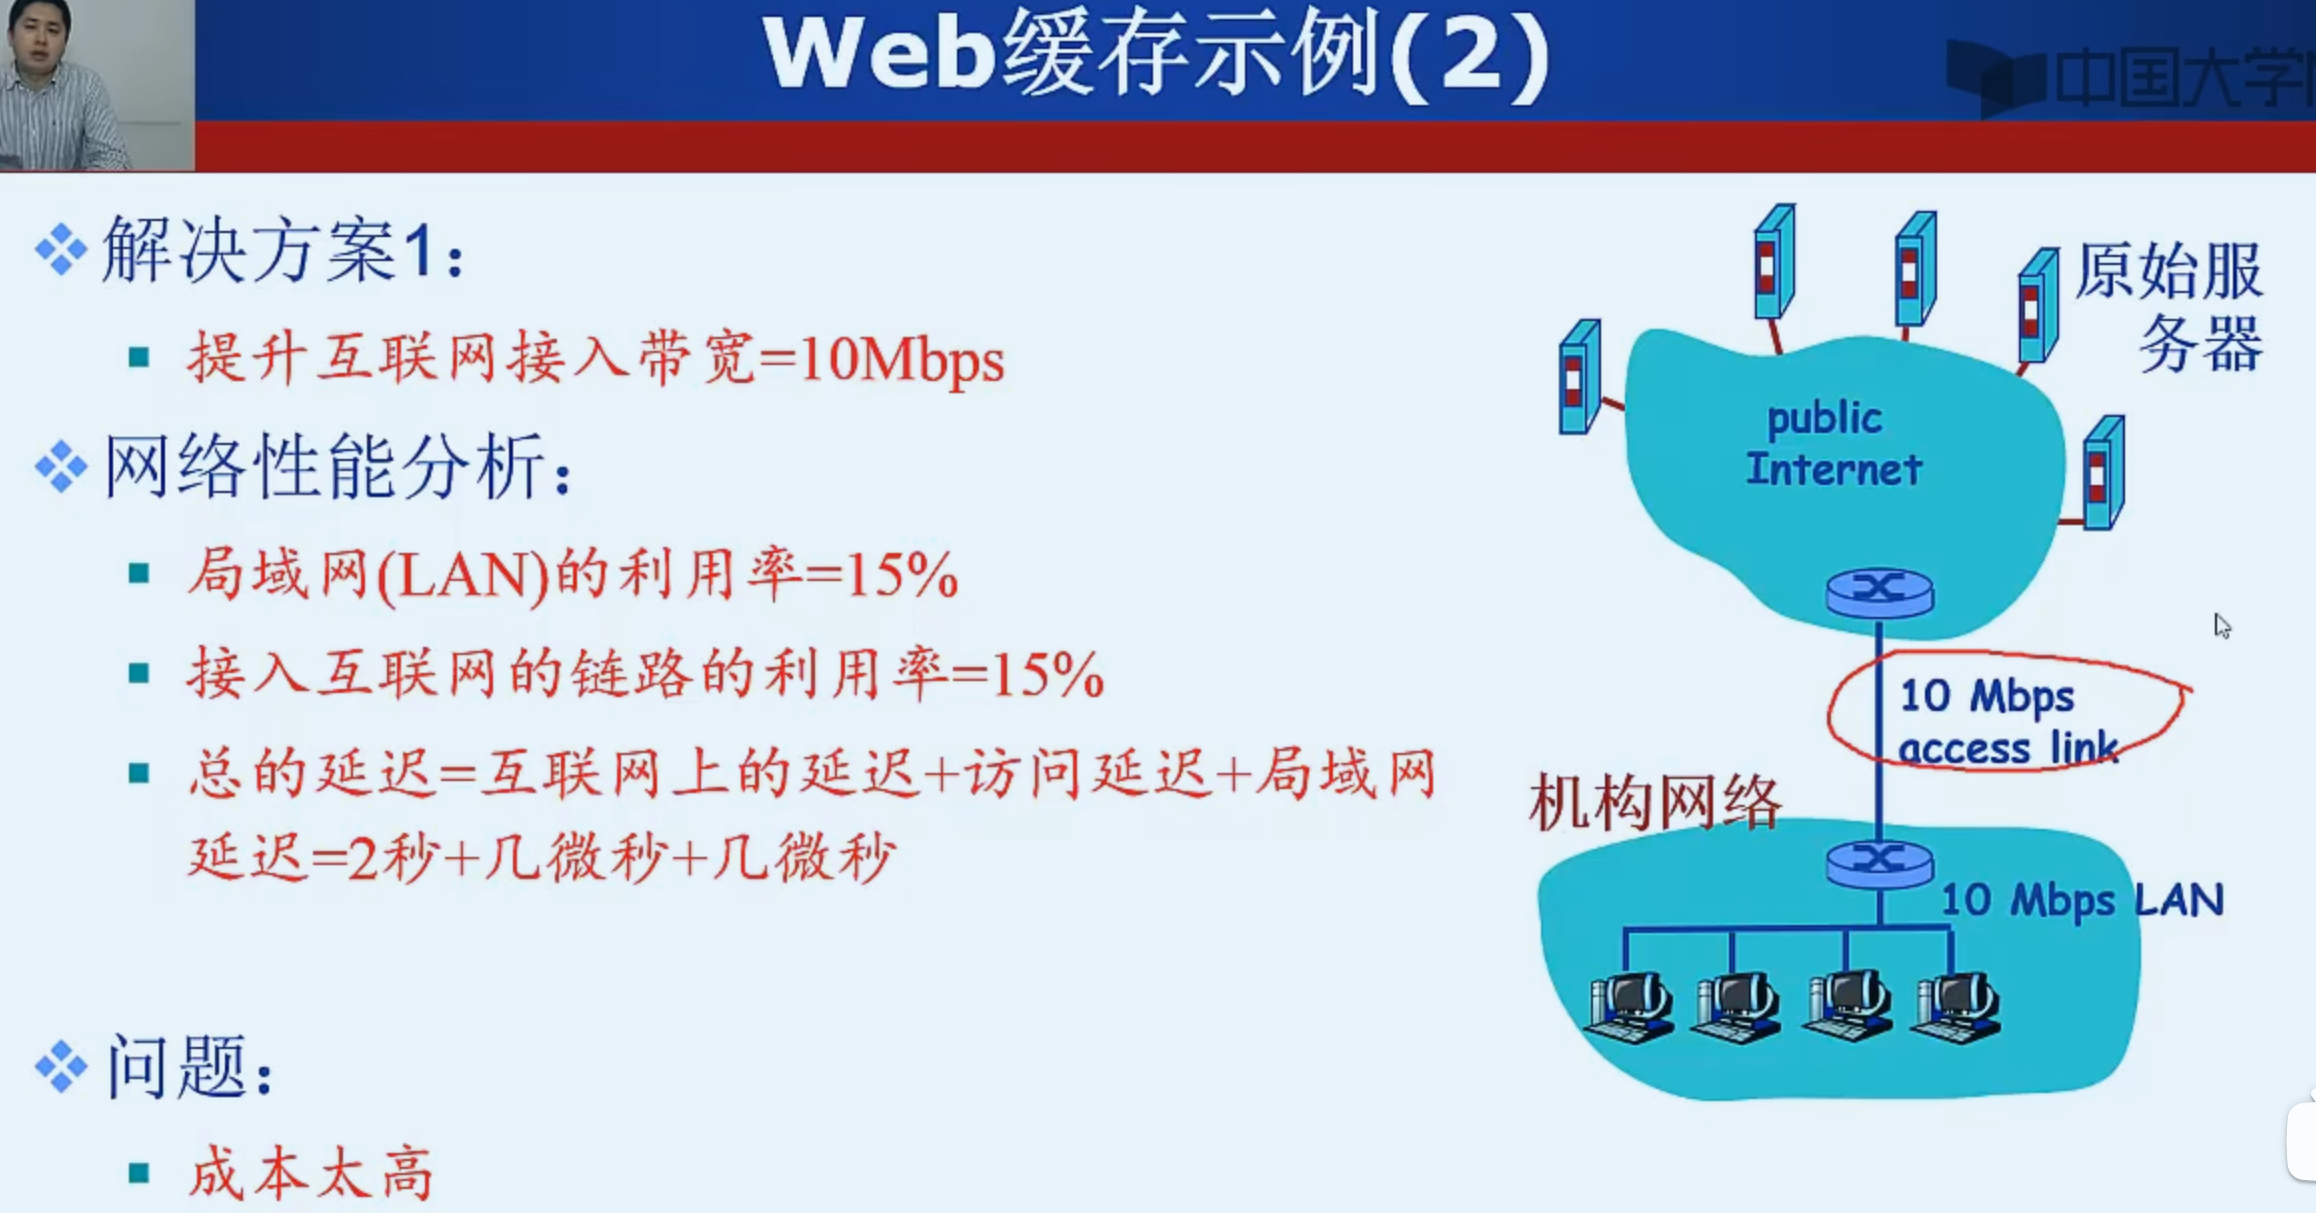 Web缓存示例(2)
中国大学
解决方案1：
提升互联网接入带宽=10Mbps
网络性能分析：
局域网(LAN)的利用率=15%
接入互联网的链路的利用率=15%
总的延迟=互联网上的延迟+访问延迟+局域网
延迟=2秒+几微秒+几微秒
问题：
成本太高
原始服
务器
public
Internet
10 Mbps
access link
机构网络
10 Mbps LAN